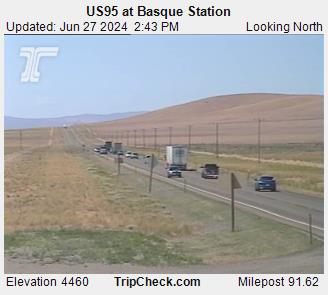 US95 at Basque Station
Updated: Jun 27 2024  2:43 PM
Looking North
Elevation 4460
TripCheck.com
Milepost 91.62